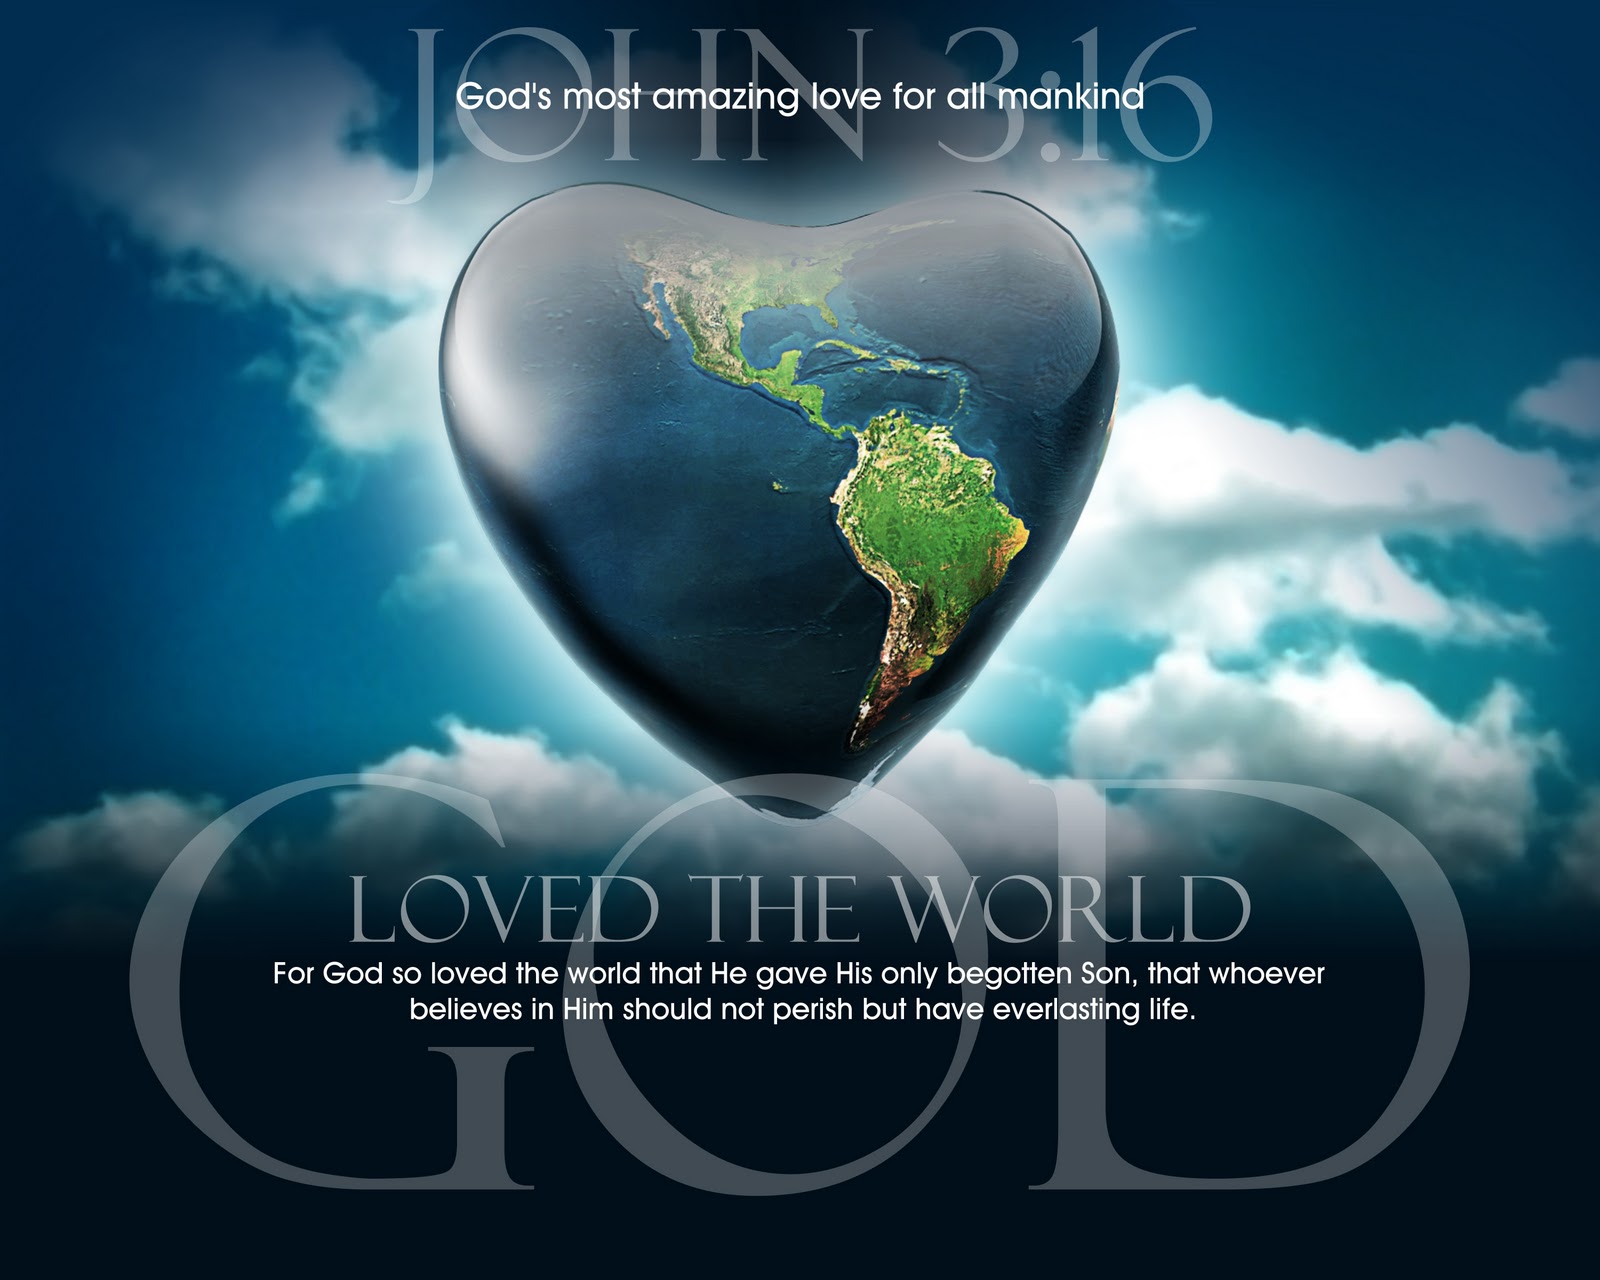 JOHN 3:16
God's most amazing love for all mankind
GOD
LOVED THE WORLD
For God so loved the world that He gave His only begotten Son, that whoever
believes in Him should not perish but have everlasting life.